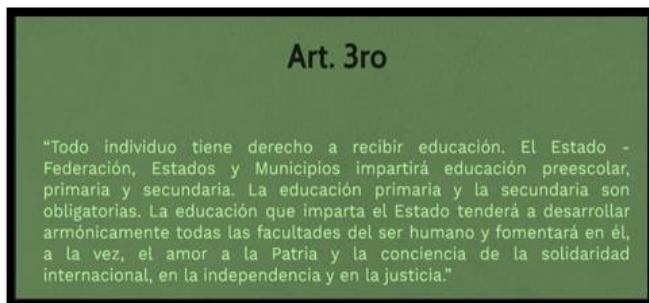 Art. 3ro
“Todo individuo tiene derecho a recibir educación. El Estado -
Federación, Estados y Municipios impartirá educación preescolar,
primaria y secundaria. La educación primaria y la secundaria son
obligatorias. La educación que imparta el Estado tenderá a desarrollar
armónicamente todas las facultades del ser humano y fomentará en él,
a la vez, el amor a la Patria y la conciencia de la solidaridad
internacional, en la independencia y en la justicia.”